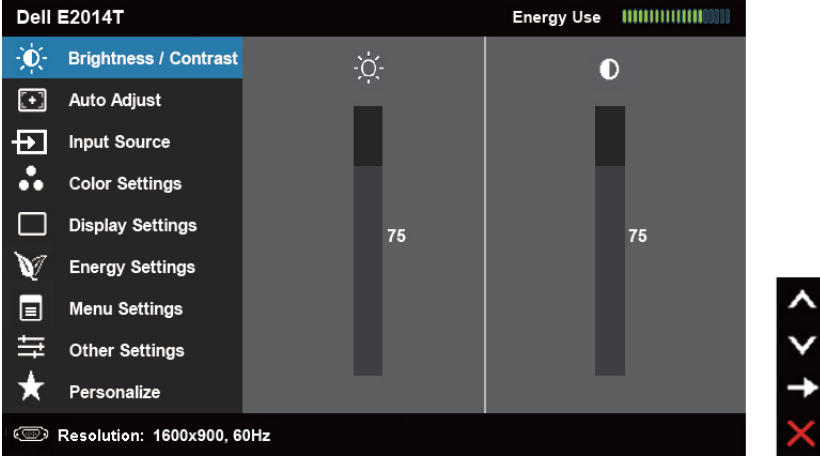 Dell E2014T
Energy Use
Brightness / Contrast
Auto Adjust
Input Source
Color Settings
Display Settings
Energy Settings
Menu Settings
Other Settings
Personalize
75
75
Resolution: 1600x900, 60Hz